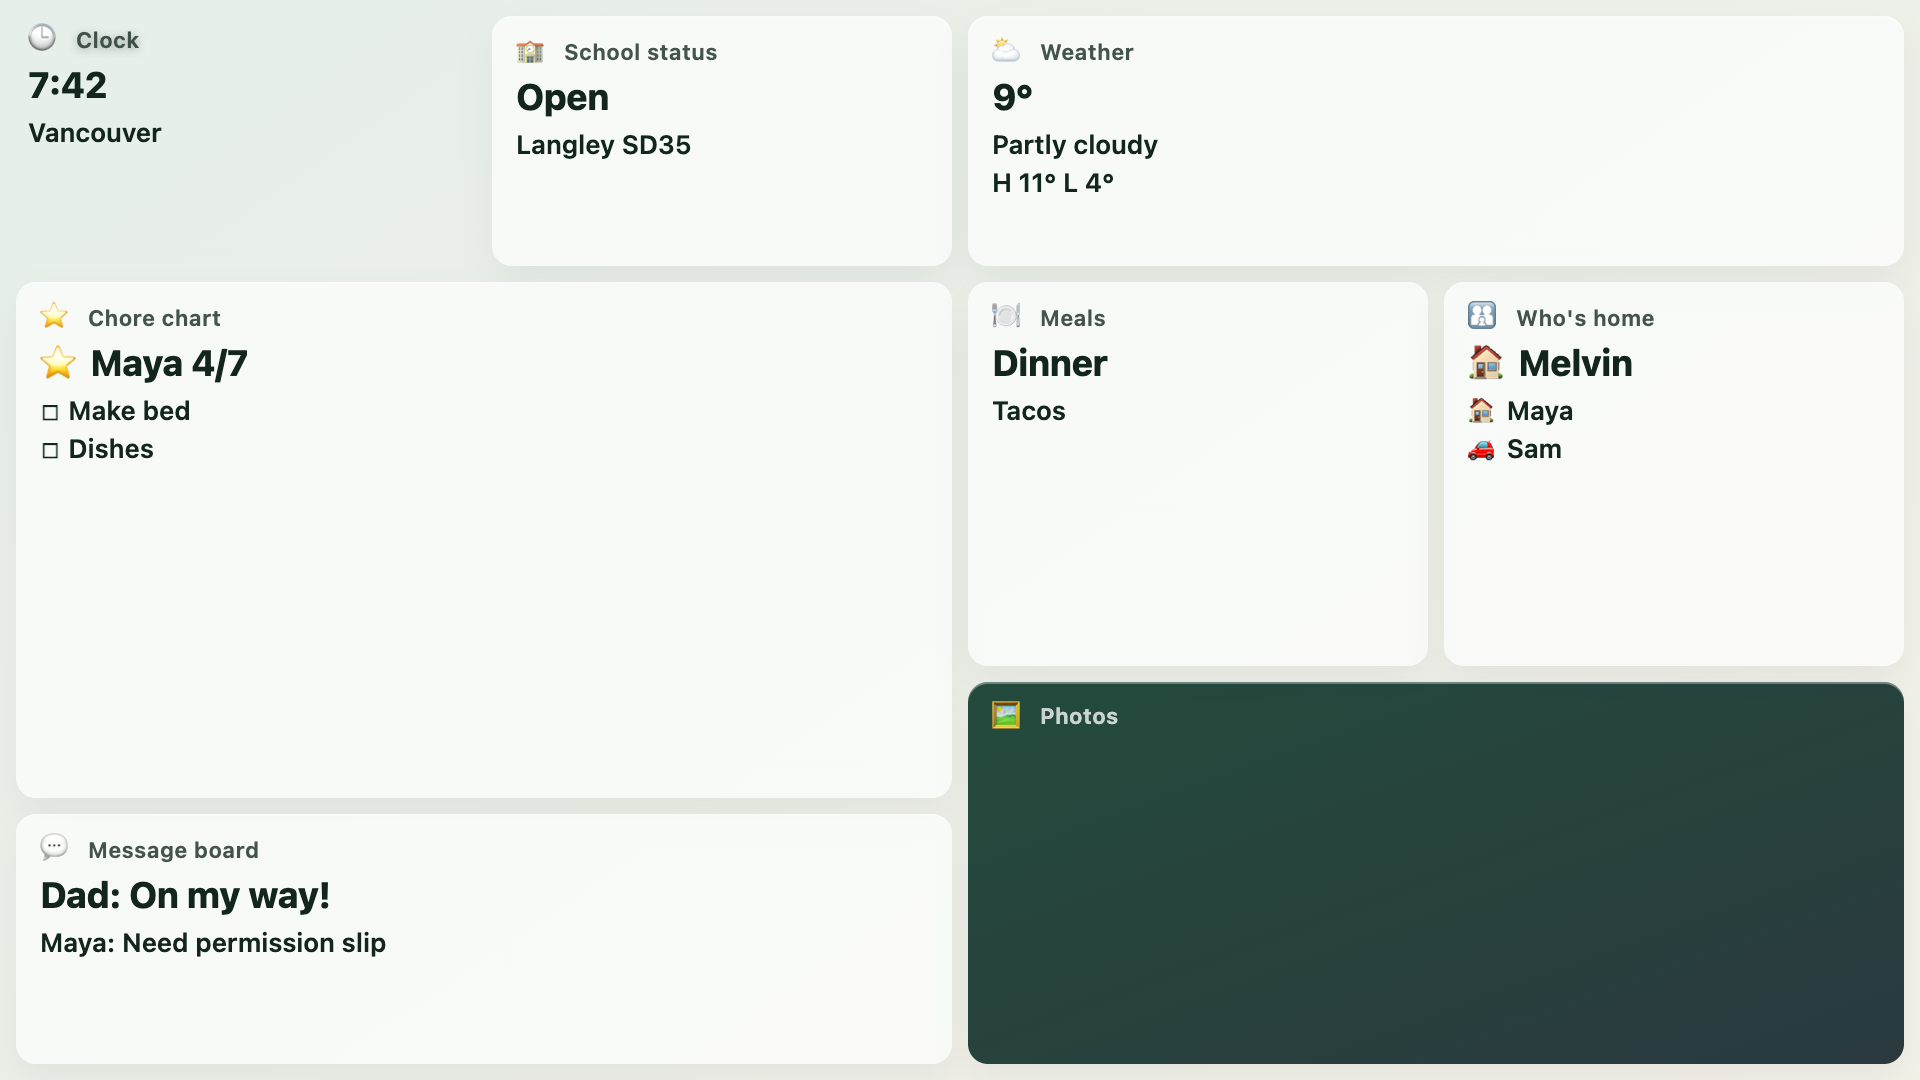 Clock
7:42
Vancouver
School status
Open
Langley SD35
Weather
9°
Partly cloudy
H 11° L 4°
Chore chart
Maya 4/7
☐ Make bed
☐ Dishes
Meals
Dinner
Tacos
Who's home
Melvin
Maya
Sam
Message board
Dad: On my way!
Maya: Need permission slip
Photos